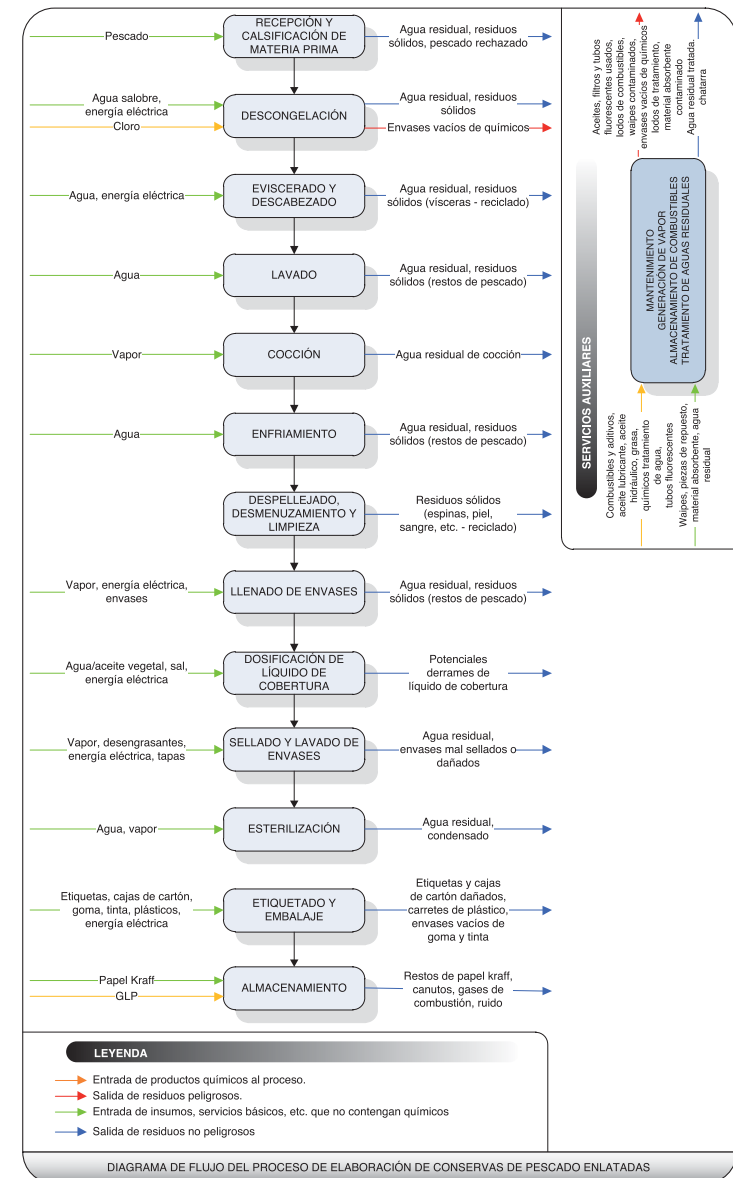 Pescado
RECEPCIÓN Y
CALSIFICACIÓN DE
MATERIA PRIMA
Agua residual, residuos
sólidos, pescado rechazado
Agua salobre,
energía eléctrica
Cloro
DESCONGELACIÓN
Agua residual, residuos
sólidos
Envases vacíos de químicos
Agua, energía eléctrica
EVISCERADO Y
DESCABEZADO
Agua residual, residuos
sólidos (vísceras - reciclado)
Agua
LAVADO
Agua residual, residuos
sólidos (restos de pescado)
Vapor
COCCIÓN
Agua residual de cocción
Agua
ENFRIAMIENTO
Agua residual, residuos
sólidos (restos de pescado)
DESPELLEJADO,
DESMENUZAMIENTO Y
LIMPIEZA
Residuos sólidos
(espinas, piel,
sangre, etc. - reciclado)
Vapor, energía eléctrica,
envases
LLENADO DE ENVASES
Agua residual, residuos
sólidos (restos de pescado)
Agua/aceite vegetal, sal,
energía eléctrica
DOSIFICACIÓN DE
LÍQUIDO DE
COBERTURA
Potenciales
derrames de
líquido de cobertura
Vapor, desengrasantes,
energía eléctrica, tapas
SELLADO Y LAVADO DE
ENVASES
Agua residual,
envases mal sellados o
dañados
Agua, vapor
ESTERILIZACIÓN
Agua residual,
condensado
Etiquetas, cajas de cartón,
goma, tinta, plásticos,
energía eléctrica
ETIQUETADO Y
EMBALAJE
Etiquetas y cajas
de cartón dañados,
carretes de plástico,
envases vacíos de
goma y tinta
Papel Kraff
GLP
ALMACENAMIENTO
Restos de papel kraff,
canutos, gases de
combustión, ruido
SERVICIOS AUXILIARES
Aceites, filtros y tubos
fluorescentes usados,
lodos de combustibles,
waipes contaminados,
envases vacíos de químicos
lodos de tratamiento,
material absorbente
contaminado
Agua residual tratada.
chatarra
MANTENIMIENTO
GENERACIÓN DE VAPOR
ALMACENAMIENTO DE COMBUSTIBLES
TRATAMIENTO DE AGUAS RESIDUALES
Combustibles y aditivos,
aceite lubricante, aceite
hidráulico, grasa,
químicos tratamiento
de agua,
tubos fluorescentes
Waipes, piezas de repuesto,
material absorbente, agua
residual
LEYENDA
Entrada de productos químicos al proceso.
Salida de residuos peligrosos.
Entrada de insumos, servicios básicos, etc. que no contengan químicos
Salida de residuos no peligrosos
DIAGRAMA DE FLUJO DEL PROCESO DE ELABORACIÓN DE CONSERVAS DE PESCADO ENLATADAS